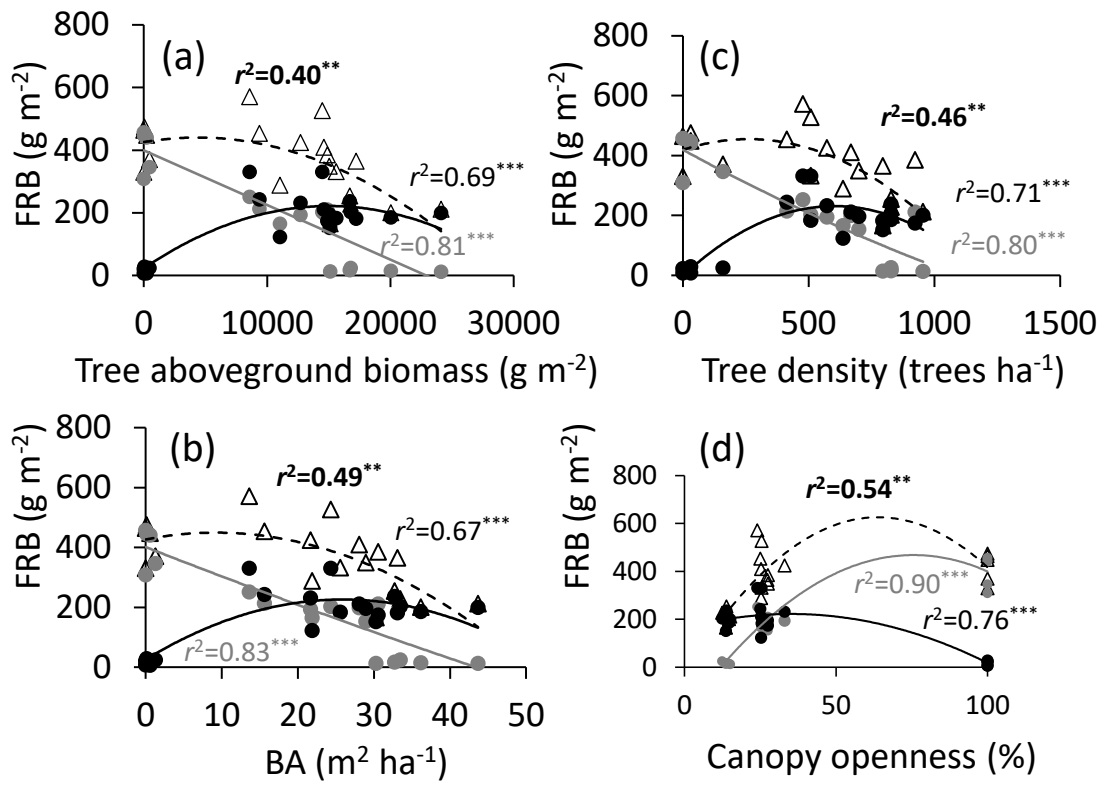 (a)
FRB (g m⁻²)
800
600
400
200
0
r²=0.40**
r²=0.69***
r²=0.81***
0 10000 20000 30000
Tree aboveground biomass (g m⁻²)
(c)
FRB (g m⁻²)
800
600
400
200
0
r²=0.46**
r²=0.71***
r²=0.80***
0 500 1000 1500
Tree density (trees ha⁻¹)
(b)
FRB (g m⁻²)
800
600
400
200
0
r²=0.49**
r²=0.67***
r²=0.83***
0 10 20 30 40 50
BA (m² ha⁻¹)
(d)
FRB (g m⁻²)
800
600
400
200
0
r²=0.54**
r²=0.90***
r²=0.76***
0 50 100
Canopy openness (%)